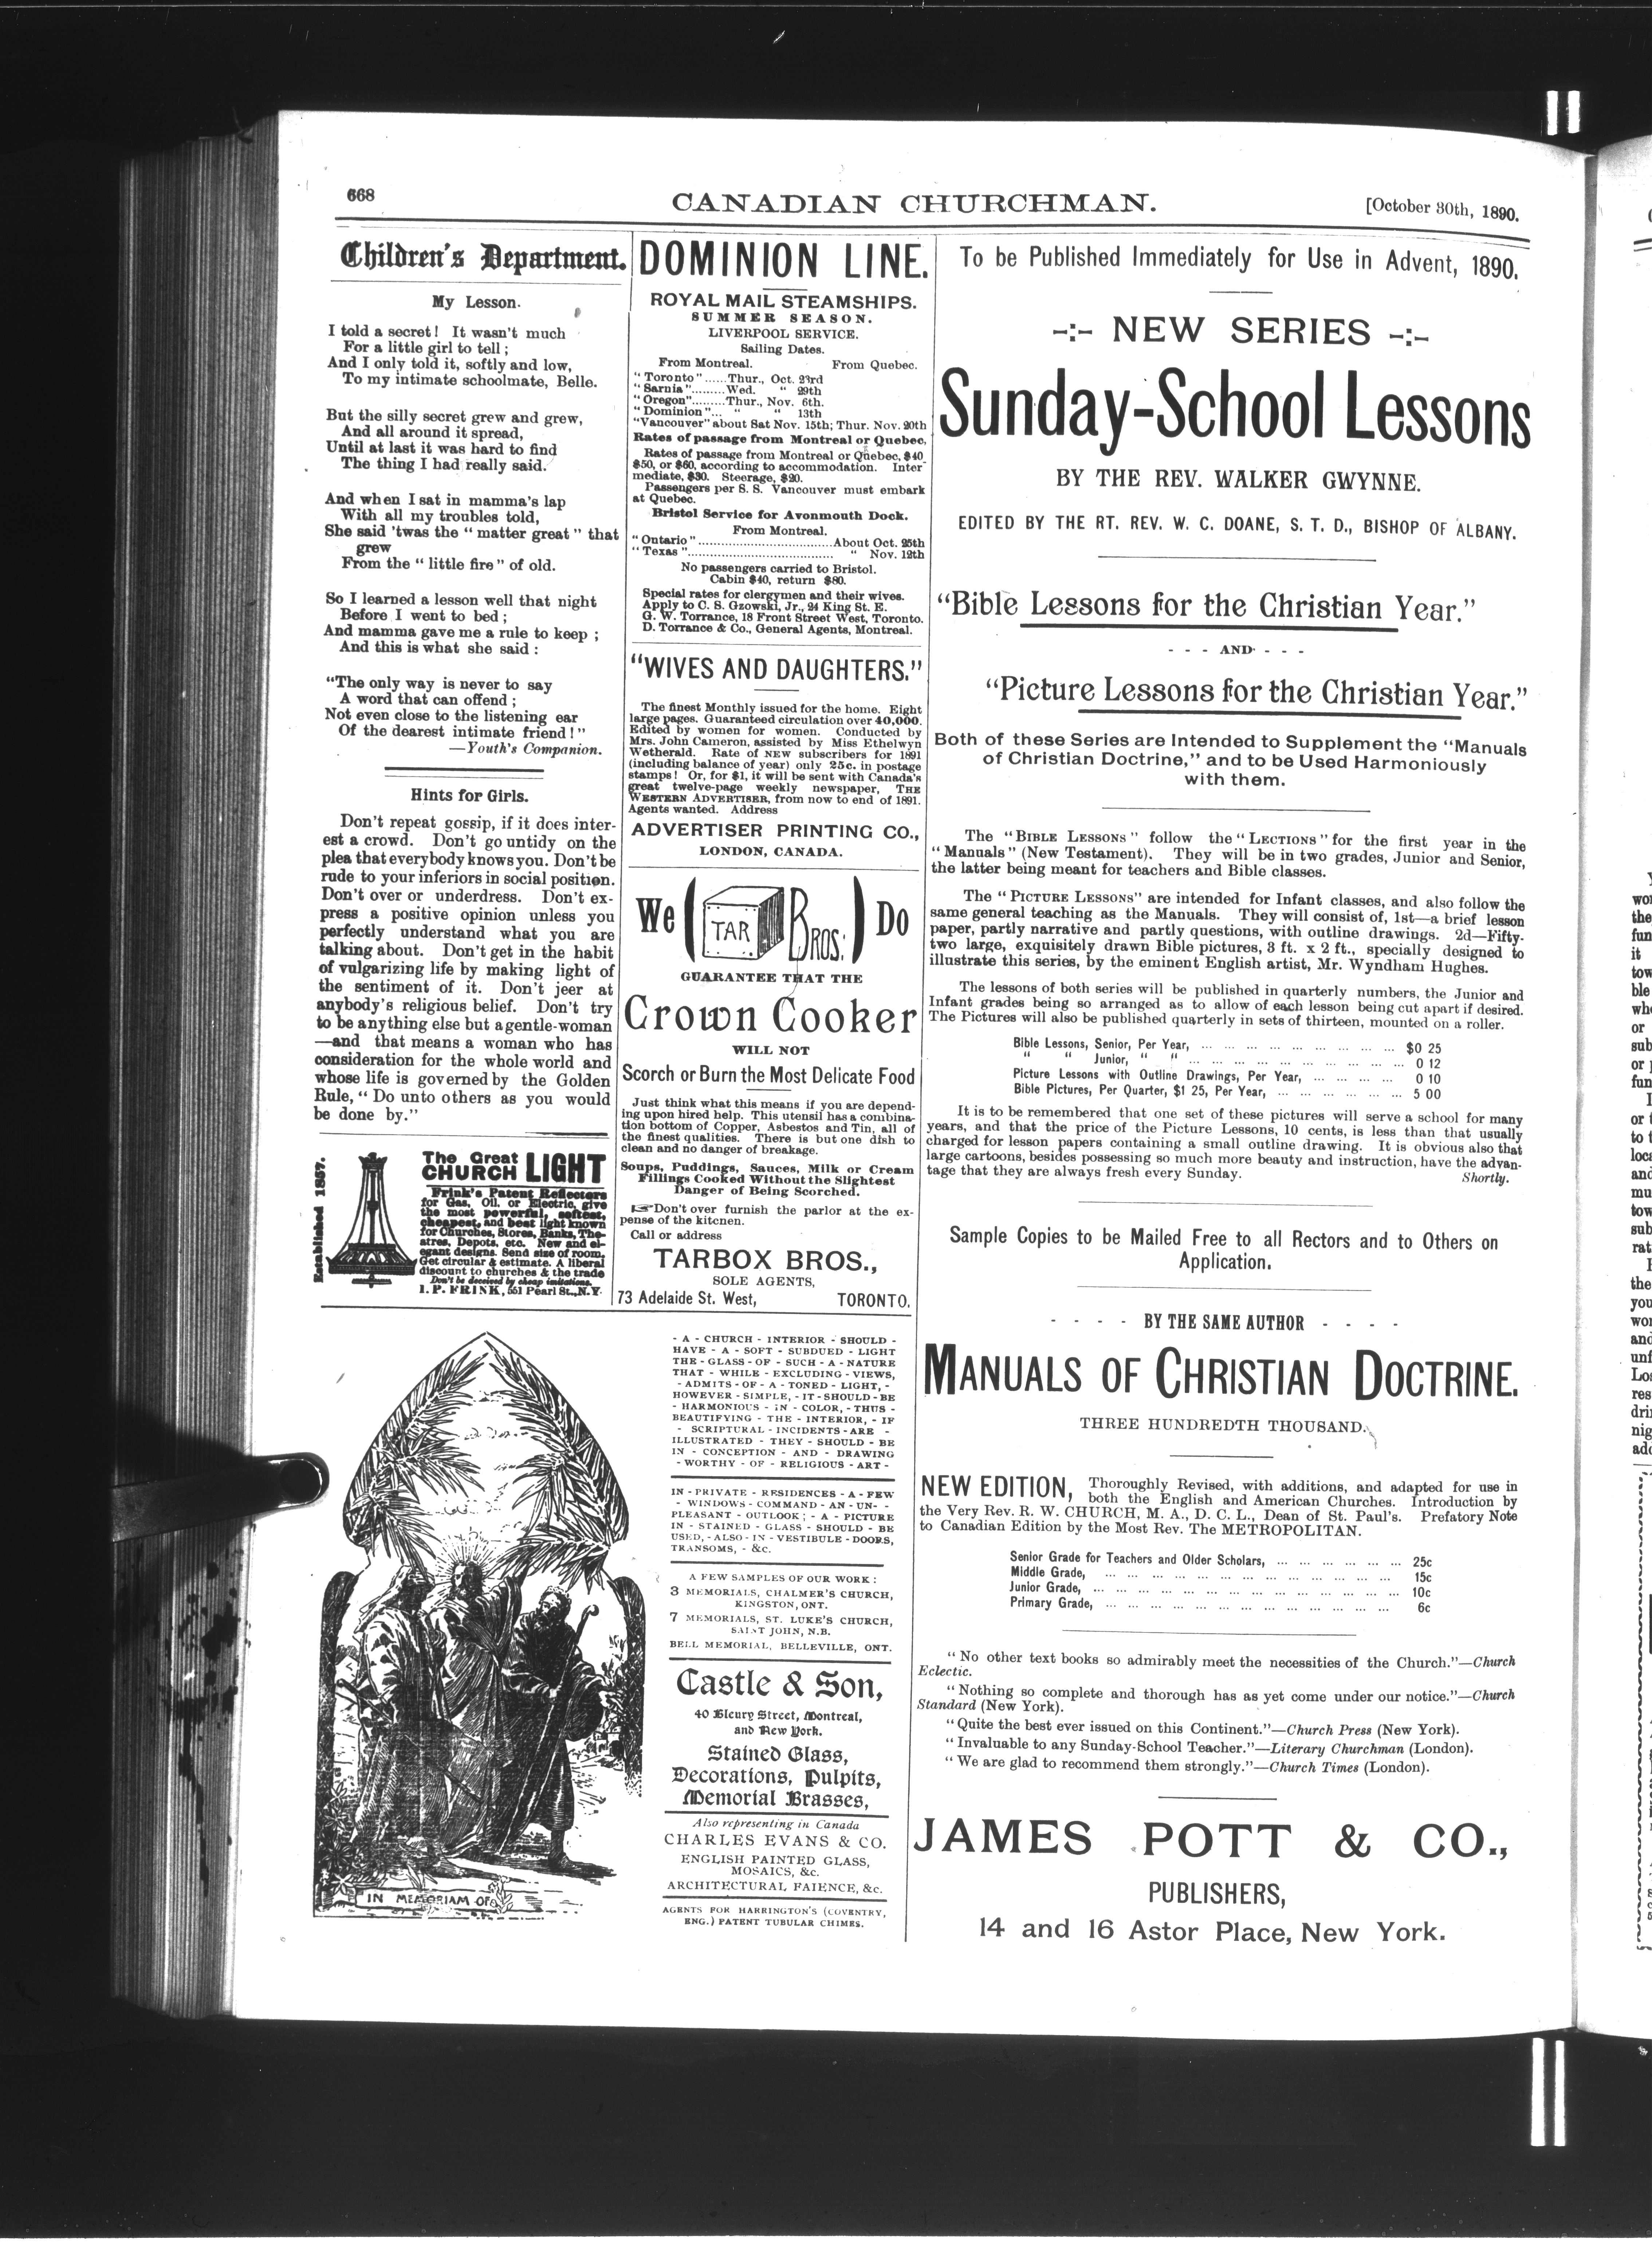 668
CANADIAN CHURCHMAN.
[October 30th, 1890.
Children's Department.
My Lesson.
I told a secret! It wasn't much
For a little girl to tell;
And I only told it, softly and low,
To my intimate schoolmate, Belle.
But the silly secret grew and grew,
And all around it spread,
Until at last it was hard to find
The thing I had really said.
And when I sat in mamma's lap
With all my troubles told,
She said 'twas the "matter great" that
grew
From the "little fire" of old.
So I learned a lesson well that night
Before I went to bed;
And mamma gave me a rule to keep;
And this is what she said:
"The only way is never to say
A word that can offend;
Not even close to the listening ear
Of the dearest intimate friend!"
—Youth's Companion.
Hints for Girls.
Don't repeat gossip, if it does inter-
est a crowd. Don't go untidy on the
plea that everybody knows you. Don't be
rude to your inferiors in social position.
Don't over or underdress. Don't ex-
press a positive opinion unless you
perfectly understand what you are
talking about. Don't get in the habit
of vulgarizing life by making light of
the sentiment of it. Don't jeer at
anybody's religious belief. Don't try
to be anything else but a gentle-woman
—and that means a woman who has
consideration for the whole world and
whose life is governed by the Golden
Rule, "Do unto others as you would
be done by."
Established 1857.
The Great
CHURCH LIGHT
Frink's Patent Reflectors
for Gas, Oil, or Electric, give
the most powerful, softest,
cheapest, and best light known
for Churches, Stores, Banks, The-
atres, Depots, etc. New and el-
egant designs. Send size of room.
Get circular & estimate. A liberal
discount to churches & the trade
Don't be deceived by cheap imitations.
I. P. FRINK, 551 Pearl St., N.Y.
DOMINION LINE.
ROYAL MAIL STEAMSHIPS.
SUMMER SEASON.
LIVERPOOL SERVICE.
Sailing Dates.
From Montreal. From Quebec.
"Toronto"......Thur., Oct. 23rd
"Sarnia".........Wed. " 29th
"Oregon".........Thur., Nov. 6th.
"Dominion"... " " 13th
"Vancouver" about Sat Nov. 15th; Thur. Nov. 20th
Rates of passage from Montreal or Quebec,
Rates of passage from Montreal or Quebec, $40
$50, or $60, according to accommodation. Inter
mediate, $30. Steerage, $20.
Passengers per S. S. Vancouver must embark
at Quebec.
Bristol Service for Avonmouth Dock.
From Montreal.
"Ontario"....................................About Oct. 25th
"Texas"....................................... " Nov. 12th
No passengers carried to Bristol.
Cabin $40, return $80.
Special rates for clergymen and their wives.
Apply to C. S. Gzowski, Jr., 24 King St. E.
G. W. Torrance, 18 Front Street West, Toronto.
D. Torrance & Co., General Agents, Montreal.
"WIVES AND DAUGHTERS."
The finest Monthly issued for the home. Eight
large pages. Guaranteed circulation over 40,000.
Edited by women for women. Conducted by
Mrs. John Cameron, assisted by Miss Ethelwyn
Wetherald. Rate of NEW subscribers for 1891
(including balance of year) only 25c. in postage
stamps! Or, for $1, it will be sent with Canada's
great twelve-page weekly newspaper, THE
WESTERN ADVERTISER, from now to end of 1891.
Agents wanted. Address
ADVERTISER PRINTING CO.,
LONDON, CANADA.
We (TAR BROS.) Do
GUARANTEE THAT THE
Crown Cooker
WILL NOT
Scorch or Burn the Most Delicate Food
Just think what this means if you are depend-
ing upon hired help. This utensil has a combina-
tion bottom of Copper, Asbestos and Tin, all of
the finest qualities. There is but one dish to
clean and no danger of breakage.
Soups, Puddings, Sauces, Milk or Cream
Fillings Cooked Without the Slightest
Danger of Being Scorched.
☞Don't over furnish the parlor at the ex-
pense of the kitchen.
Call or address
TARBOX BROS.,
SOLE AGENTS,
73 Adelaide St. West, TORONTO.
IN MEMORIAM OF
- A - CHURCH - INTERIOR - SHOULD -
HAVE - A - SOFT - SUBDUED - LIGHT
THE - GLASS - OF - SUCH - A - NATURE
THAT - WHILE - EXCLUDING - VIEWS,
- ADMITS - OF - A - TONED - LIGHT, -
HOWEVER - SIMPLE, - IT - SHOULD - BE
- HARMONIOUS - IN - COLOR, - THUS -
BEAUTIFYING - THE - INTERIOR, - IF
- SCRIPTURAL - INCIDENTS - ARE -
ILLUSTRATED - THEY - SHOULD - BE
IN - CONCEPTION - AND - DRAWING
- WORTHY - OF - RELIGIOUS - ART -
IN - PRIVATE - RESIDENCES - A - FEW
- WINDOWS - COMMAND - AN - UN- -
PLEASANT - OUTLOOK; - A - PICTURE
IN - STAINED - GLASS - SHOULD - BE
USED, - ALSO - IN - VESTIBULE - DOORS,
TRANSOMS, - &c.
A FEW SAMPLES OF OUR WORK:
3 MEMORIALS, CHALMER'S CHURCH,
KINGSTON, ONT.
7 MEMORIALS, ST. LUKE'S CHURCH,
SAINT JOHN, N.B.
BELL MEMORIAL, BELLEVILLE, ONT.
Castle & Son,
40 Bleury Street, Montreal,
and New York.
Stained Glass,
Decorations, Pulpits,
Memorial Brasses,
Also representing in Canada
CHARLES EVANS & CO.
ENGLISH PAINTED GLASS,
MOSAICS, &c.
ARCHITECTURAL FAIENCE, &c.
AGENTS FOR HARRINGTON'S (COVENTRY,
ENG.) PATENT TUBULAR CHIMES.
To be Published Immediately for Use in Advent, 1890.
-:- NEW SERIES -:-
Sunday-School Lessons
BY THE REV. WALKER GWYNNE.
EDITED BY THE RT. REV. W. C. DOANE, S. T. D., BISHOP OF ALBANY.
"Bible Lessons for the Christian Year."
- - - AND - - -
"Picture Lessons for the Christian Year."
Both of these Series are Intended to Supplement the "Manuals
of Christian Doctrine," and to be Used Harmoniously
with them.
The "BIBLE LESSONS" follow the "LECTIONS" for the first year in the
"Manuals" (New Testament). They will be in two grades, Junior and Senior,
the latter being meant for teachers and Bible classes.
The "PICTURE LESSONS" are intended for Infant classes, and also follow the
same general teaching as the Manuals. They will consist of, 1st—a brief lesson
paper, partly narrative and partly questions, with outline drawings. 2d—Fifty-
two large, exquisitely drawn Bible pictures, 3 ft. x 2 ft., specially designed to
illustrate this series, by the eminent English artist, Mr. Wyndham Hughes.
The lessons of both series will be published in quarterly numbers, the Junior and
Infant grades being so arranged as to allow of each lesson being cut apart if desired.
The Pictures will also be published quarterly in sets of thirteen, mounted on a roller.
Bible Lessons, Senior, Per Year, ... ... ... ... ... ... ... ... ... $0 25
" " Junior, " " ... ... ... ... ... ... ... ... ... 0 12
Picture Lessons with Outline Drawings, Per Year, ... ... ... ... 0 10
Bible Pictures, Per Quarter, $1 25, Per Year, ... ... ... ... ... ... 5 00
It is to be remembered that one set of these pictures will serve a school for many
years, and that the price of the Picture Lessons, 10 cents, is less than that usually
charged for lesson papers containing a small outline drawing. It is obvious also that
large cartoons, besides possessing so much more beauty and instruction, have the advan-
tage that they are always fresh every Sunday. Shortly.
Sample Copies to be Mailed Free to all Rectors and to Others on
Application.
- - - - BY THE SAME AUTHOR - - - -
MANUALS OF CHRISTIAN DOCTRINE.
THREE HUNDREDTH THOUSAND.
NEW EDITION, Thoroughly Revised, with additions, and adapted for use in
both the English and American Churches. Introduction by
the Very Rev. R. W. CHURCH, M. A., D. C. L., Dean of St. Paul's. Prefatory Note
to Canadian Edition by the Most Rev. The METROPOLITAN.
Senior Grade for Teachers and Older Scholars, ... ... ... ... ... ... 25c
Middle Grade, ... ... ... ... ... ... ... ... ... ... ... ... 15c
Junior Grade, ... ... ... ... ... ... ... ... ... ... ... ... 10c
Primary Grade, ... ... ... ... ... ... ... ... ... ... ... ... 6c
"No other text books so admirably meet the necessities of the Church."—Church
Eclectic.
"Nothing so complete and thorough has as yet come under our notice."—Church
Standard (New York).
"Quite the best ever issued on this Continent."—Church Press (New York).
"Invaluable to any Sunday-School Teacher."—Literary Churchman (London).
"We are glad to recommend them strongly."—Church Times (London).
JAMES POTT & CO.,
PUBLISHERS,
14 and 16 Astor Place, New York.